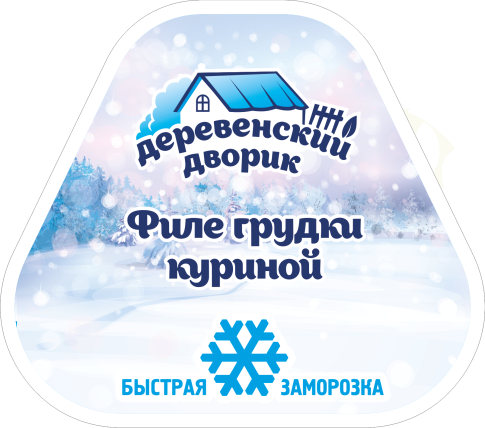 деревенский
дворик
Филе грудки
куриной
БЫСТРАЯ ЗАМОРОЗКА